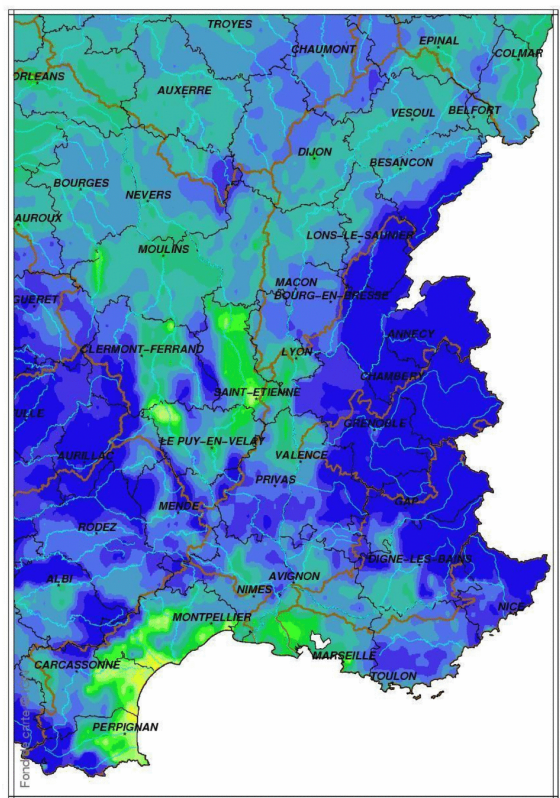 TROYES
EPINAL
CHAUMONT
COLMAR
ORLEANS
AUXERRE
VESOUL
BELFORT
DIJON
BESANCON
BOURGES
NEVERS
AUROUX
LONS-LE-SAUNIER
MOULINS
MACON
GUERET
BOURG-EN-BRESSE
ANNECY
CLERMONT-FERRAND
LYON
CHAMBERY
SAINT-ETIENNE
ULLE
GRENOBLE
LE PUY-EN-VELAY
AURILLAC
VALENCE
PRIVAS
MENDE
GAP
RODEZ
DIGNE-LES-BAINS
ALBI
AVIGNON
NIMES
NICE
MONTPELLIER
CARCASSONNE
MARSEILLE
TOULON
PERPIGNAN
Fond de carte